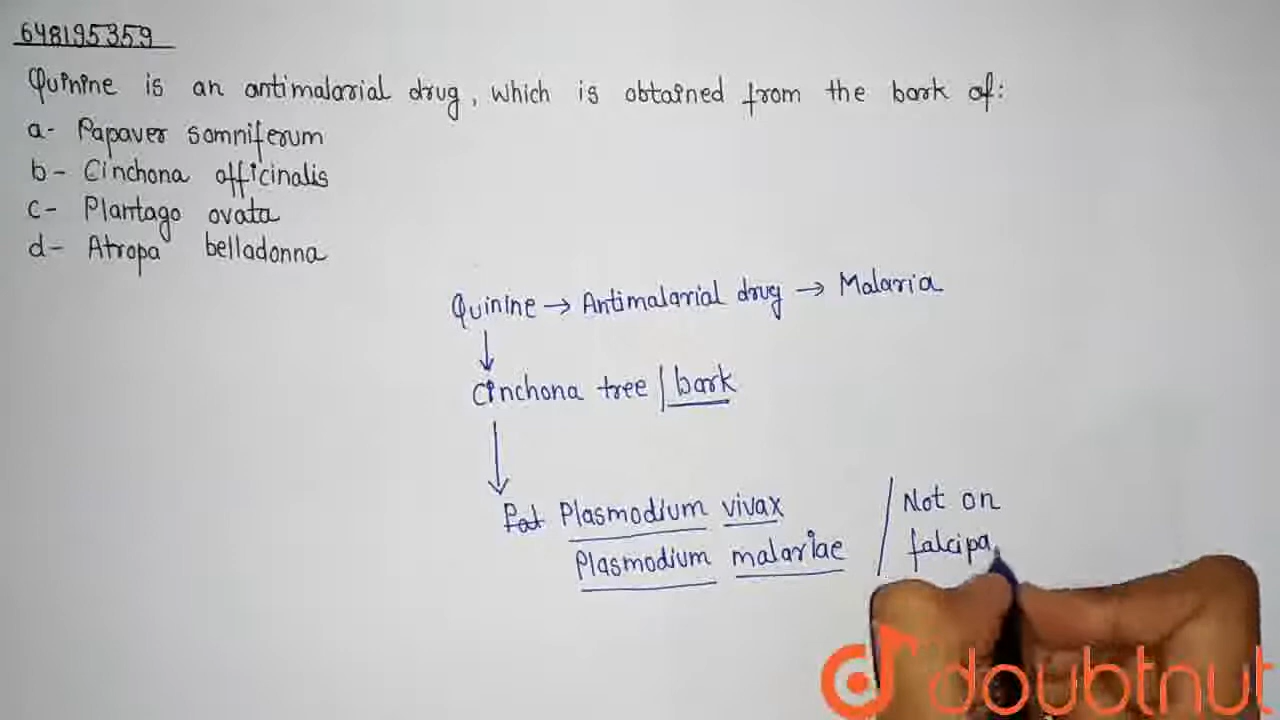 648195359
Quinine is an antimalarial drug, which is obtained from the bark of:
a- Papaver somniferum
b- Cinchona officinalis
c- Plantago ovata
d- Atropa belladonna
Quinine → Antimalarial drug → Malaria
↓
Cinchona tree / bark
↓
Pat Plasmodium vivax
Plasmodium malariae
/ Not on
falcipa
doubtnut